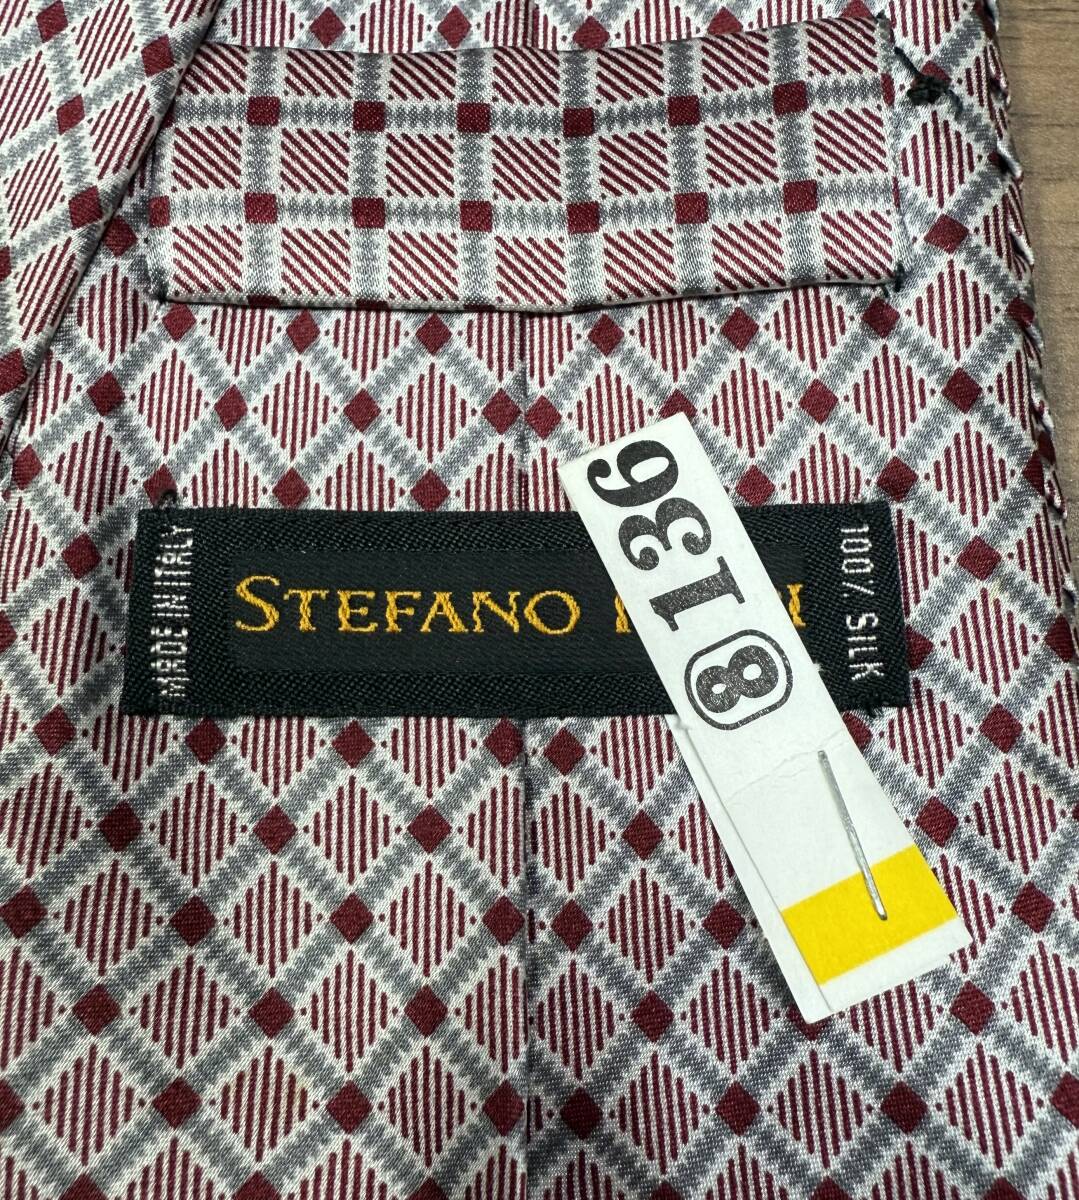 MADE IN ITALY
STEFANO
100% SILK
8136